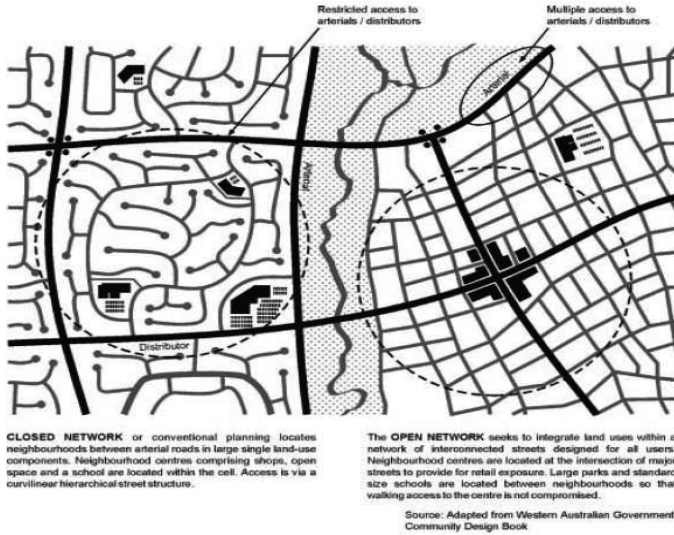 Restricted access to
arterials / distributors
Multiple access to
arterials / distributors
Arterial
Arterial
Distributor
CLOSED NETWORK or conventional planning locates
neighbourhoods between arterial roads in large single land-use
components. Neighbourhood centres comprising shops, open
space and a school are located within the cell. Access is via a
curvilinear hierarchical street structure.
The OPEN NETWORK seeks to integrate land uses within a
network of interconnected streets designed for all users
Neighbourhood centres are located at the intersection of major
streets to provide for retail exposure. Large parks and standard
size schools are located between neighbourhoods so that
walking access to the centre is not compromised.
Source: Adapted from Western Australian Government
Community Design Book